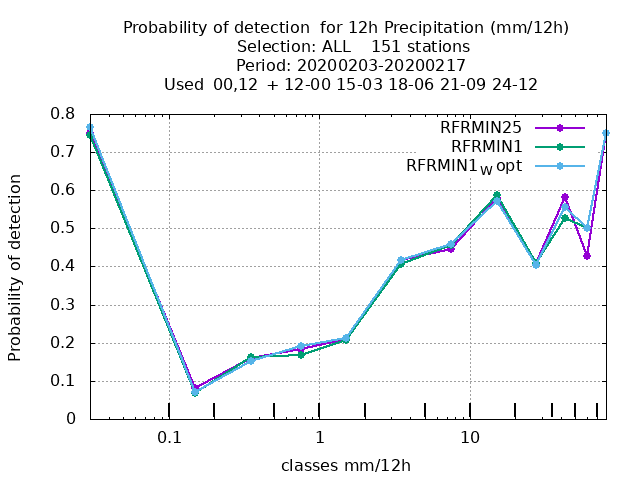 Probability of detection  for 12h Precipitation (mm/12h)
Selection: ALL    151 stations
Period: 20200203-20200217
Used  00,12  + 12-00 15-03 18-06 21-09 24-12
RFRMIN25
RFRMIN1
RFRMIN1W opt
0.8
0.7
0.6
0.5
0.4
0.3
0.2
0.1
0
Probability of detection
0.1 1 10
classes mm/12h